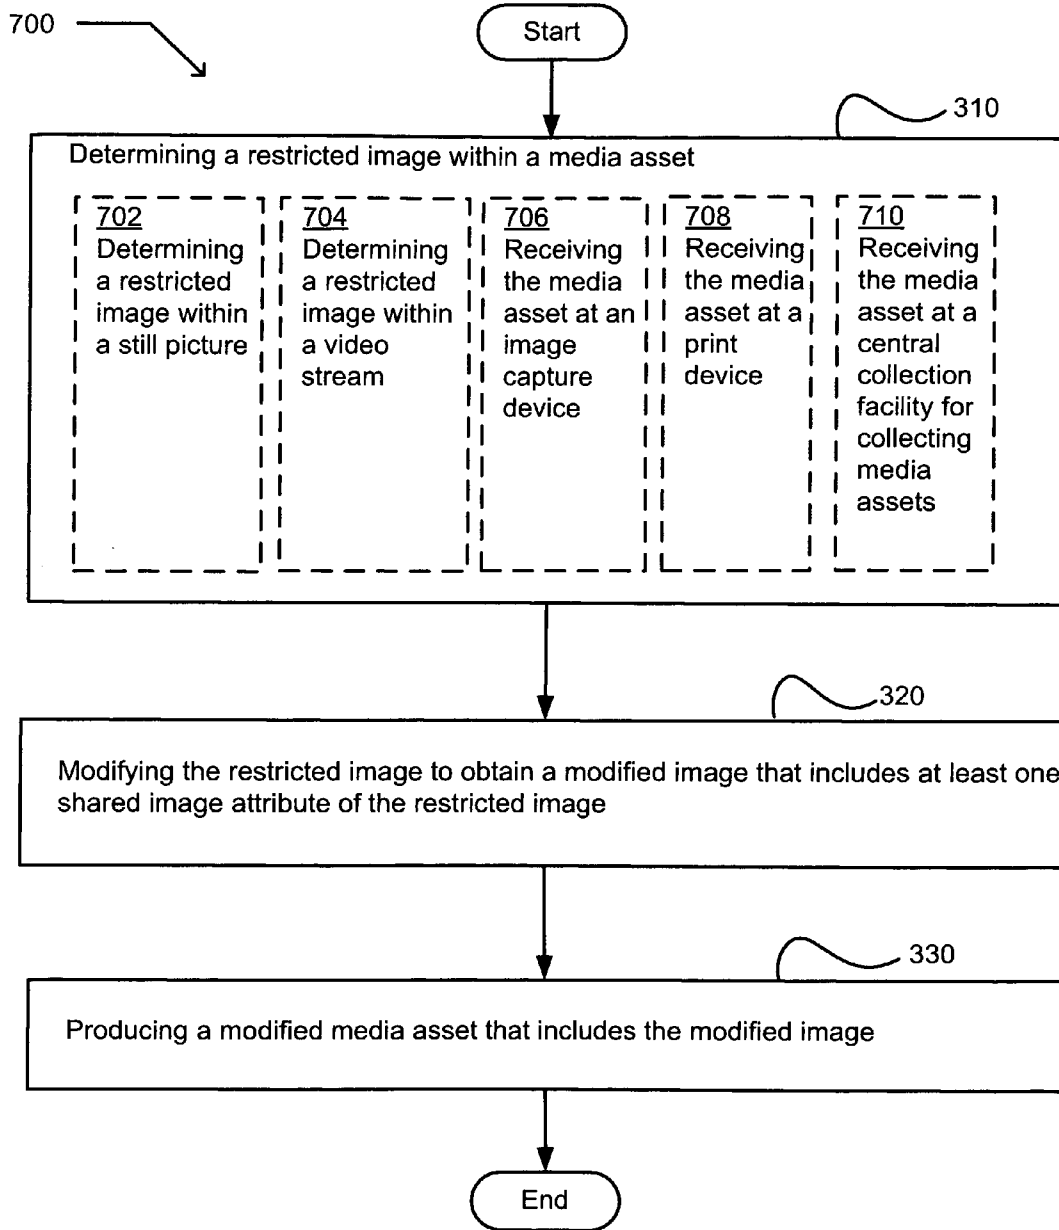 700
Start
310
Determining a restricted image within a media asset
702
Determining
a restricted
image within
a still picture
704
Determining
a restricted
image within
a video
stream
706
Receiving
the media
asset at an
image
capture
device
708
Receiving
the media
asset at a
print
device
710
Receiving
the media
asset at a
central
collection
facility for
collecting
media
assets
320
Modifying the restricted image to obtain a modified image that includes at least one
shared image attribute of the restricted image
330
Producing a modified media asset that includes the modified image
End